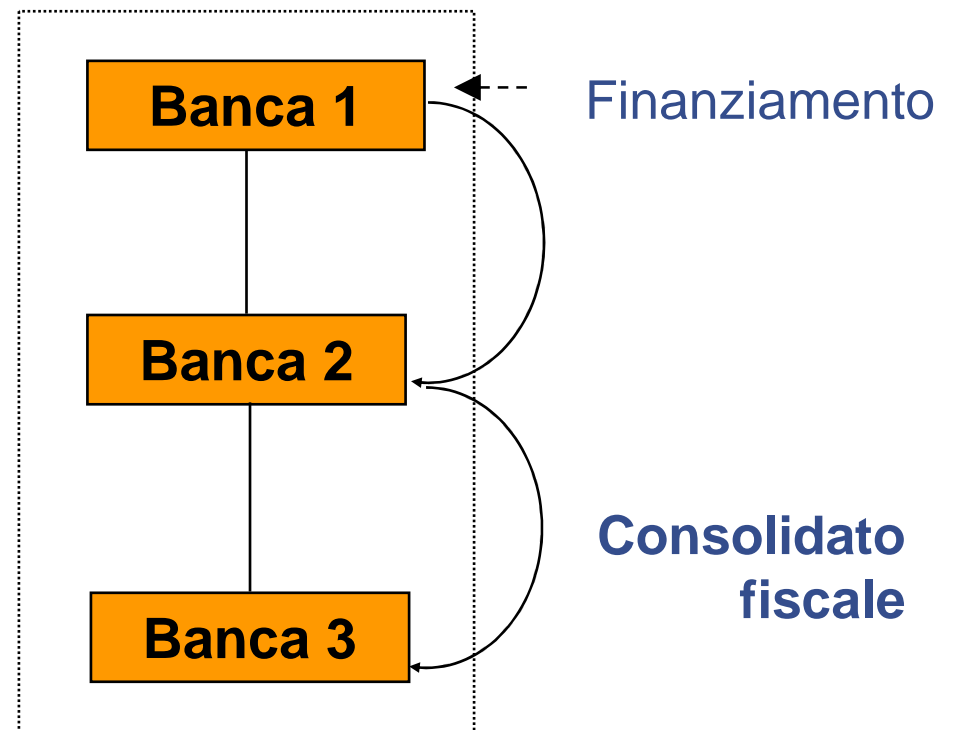 Banca 1
Finanziamento
Banca 2
Consolidato
fiscale
Banca 3